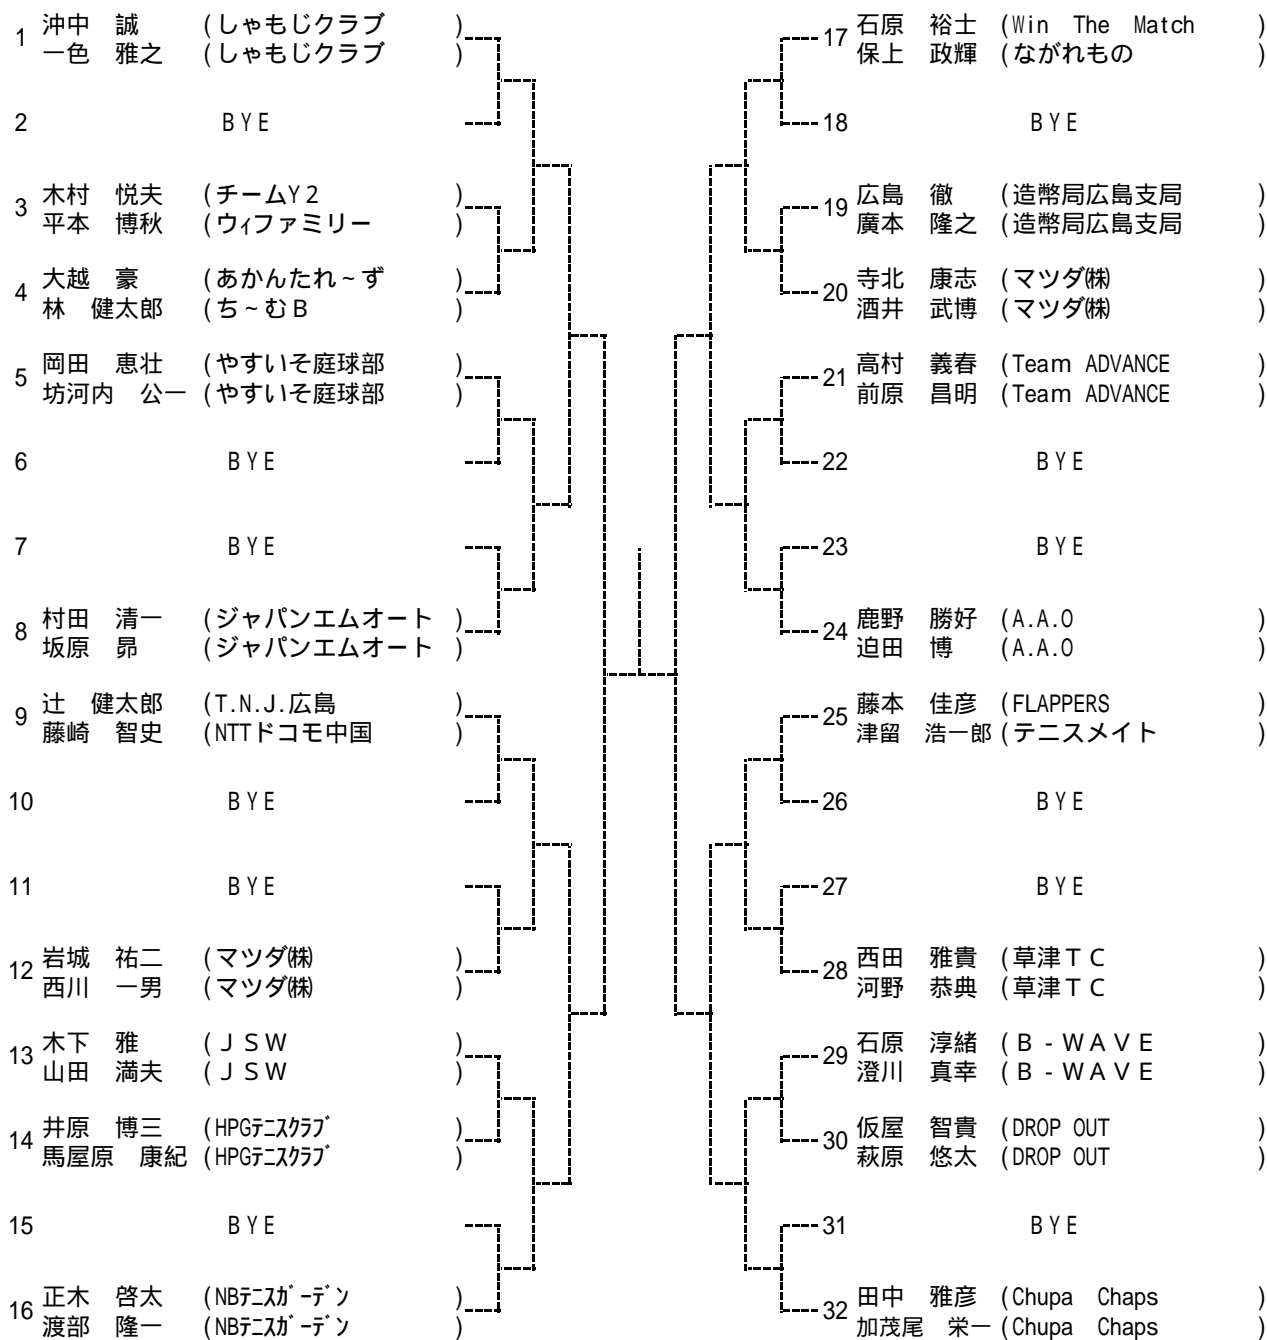 1 沖中 誠 (しゃもじクラブ )
一色 雅之 (しゃもじクラブ )
2 BYE
3 木村 悦夫 (チームY2 )
平本 博秋 (ウィファミリー )
4 大越 豪 (あかんたれ~ず )
林 健太郎 (ち~むB )
5 岡田 恵壮 (やすいそ庭球部 )
坊河内 公一 (やすいそ庭球部 )
6 BYE
7 BYE
8 村田 清一 (ジャパンエムオート )
坂原 昴 (ジャパンエムオート )
9 辻 健太郎 (T.N.J.広島 )
藤崎 智史 (NTTドコモ中国 )
10 BYE
11 BYE
12 岩城 祐二 (マツダ㈱ )
西川 一男 (マツダ㈱ )
13 木下 雅 (JSW )
山田 満夫 (JSW )
14 井原 博三 (HPGテニスクラブ )
馬屋原 康紀 (HPGテニスクラブ )
15 BYE
16 正木 啓太 (NBテニスガーデン )
渡部 隆一 (NBテニスガーデン )
17 石原 裕士 (Win The Match )
保上 政輝 (ながれもの )
18 BYE
19 広島 徹 (造幣局広島支局 )
廣本 隆之 (造幣局広島支局 )
20 寺北 康志 (マツダ㈱ )
酒井 武博 (マツダ㈱ )
21 高村 義春 (Team ADVANCE )
前原 昌明 (Team ADVANCE )
22 BYE
23 BYE
24 鹿野 勝好 (A.A.O )
迫田 博 (A.A.O )
25 藤本 佳彦 (FLAPPERS )
津留 浩一郎 (テニスメイト )
26 BYE
27 BYE
28 西田 雅貴 (草津TC )
河野 恭典 (草津TC )
29 石原 淳緒 (B-WAVE )
澄川 真幸 (B-WAVE )
30 仮屋 智貴 (DROP OUT )
萩原 悠太 (DROP OUT )
31 BYE
32 田中 雅彦 (Chupa Chaps )
加茂尾 栄一 (Chupa Chaps )